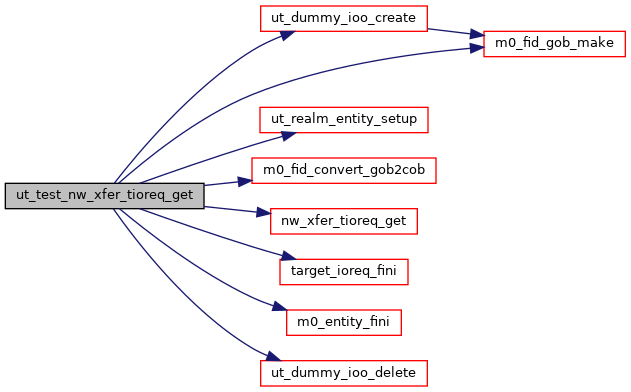 ut_dummy_ioo_create
m0_fid_gob_make
ut_realm_entity_setup
m0_fid_convert_gob2cob
ut_test_nw_xfer_tioreq_get
nw_xfer_tioreq_get
target_ioreq_fini
m0_entity_fini
ut_dummy_ioo_delete